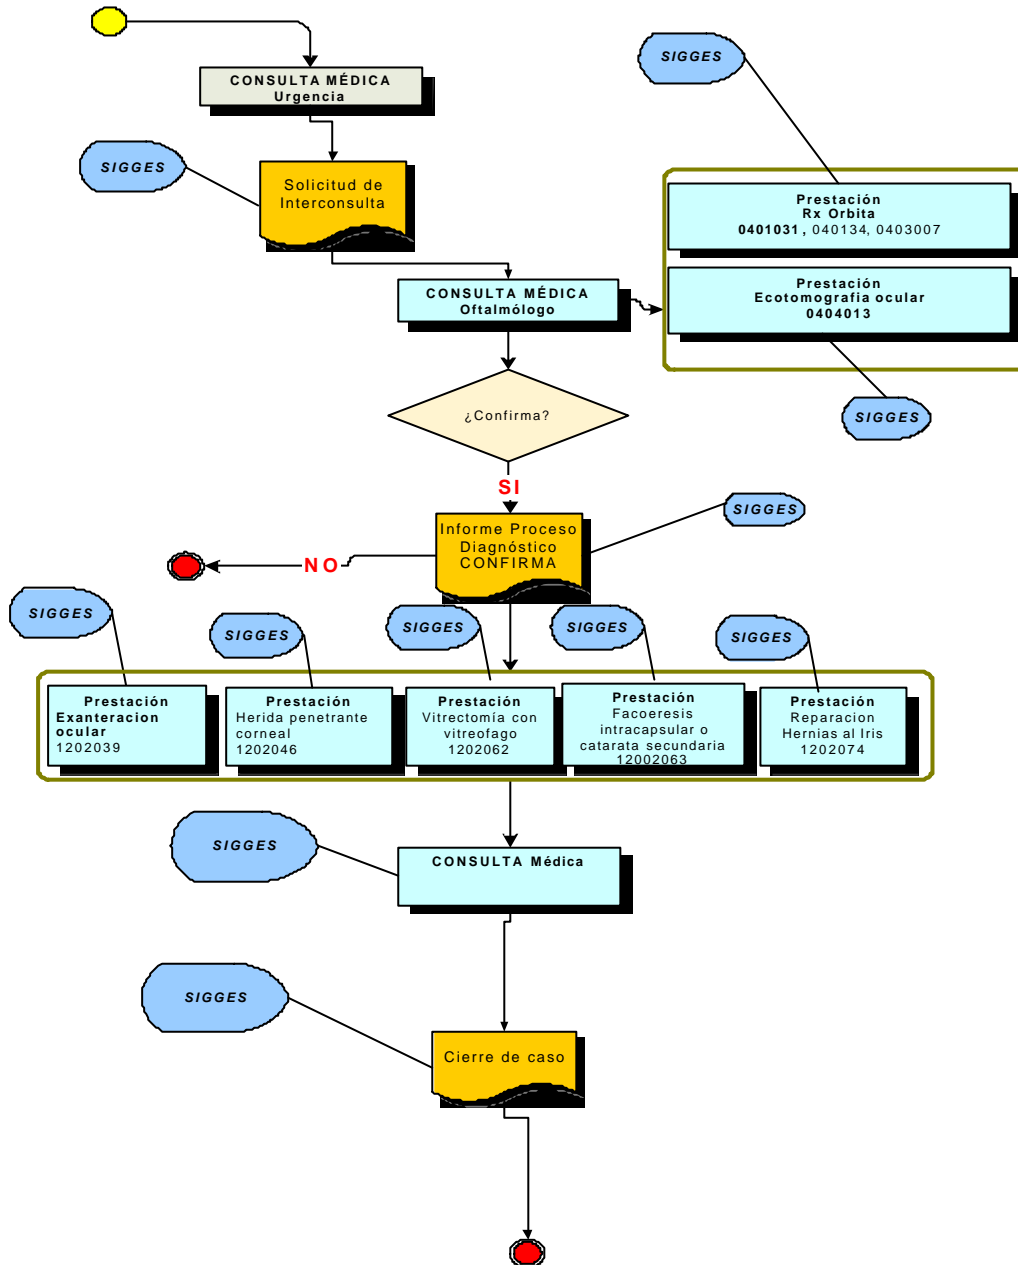 SIGGES
CONSULTA MÉDICA
Urgencia
SIGGES
Solicitud de
Interconsulta
Prestación
Rx Orbita
0401031, 040134, 0403007
CONSULTA MÉDICA
Oftalmólogo
Prestación
Ecotomografia ocular
0404013
¿Confirma?
SIGGES
SI
SIGGES
Informe Proceso
Diagnóstico
CONFIRMA
NO
SIGGES
SIGGES
SIGGES
SIGGES
SIGGES
Prestación
Exanteracion
ocular
1202039
Prestación
Herida penetrante
corneal
1202046
Prestación
Vitrectomía con
vitreofago
1202062
Prestación
Facoeresis
intracapsular o
catarata secundaria
12002063
Prestación
Reparacion
Hernias al Iris
1202074
SIGGES
CONSULTA Médica
SIGGES
Cierre de caso